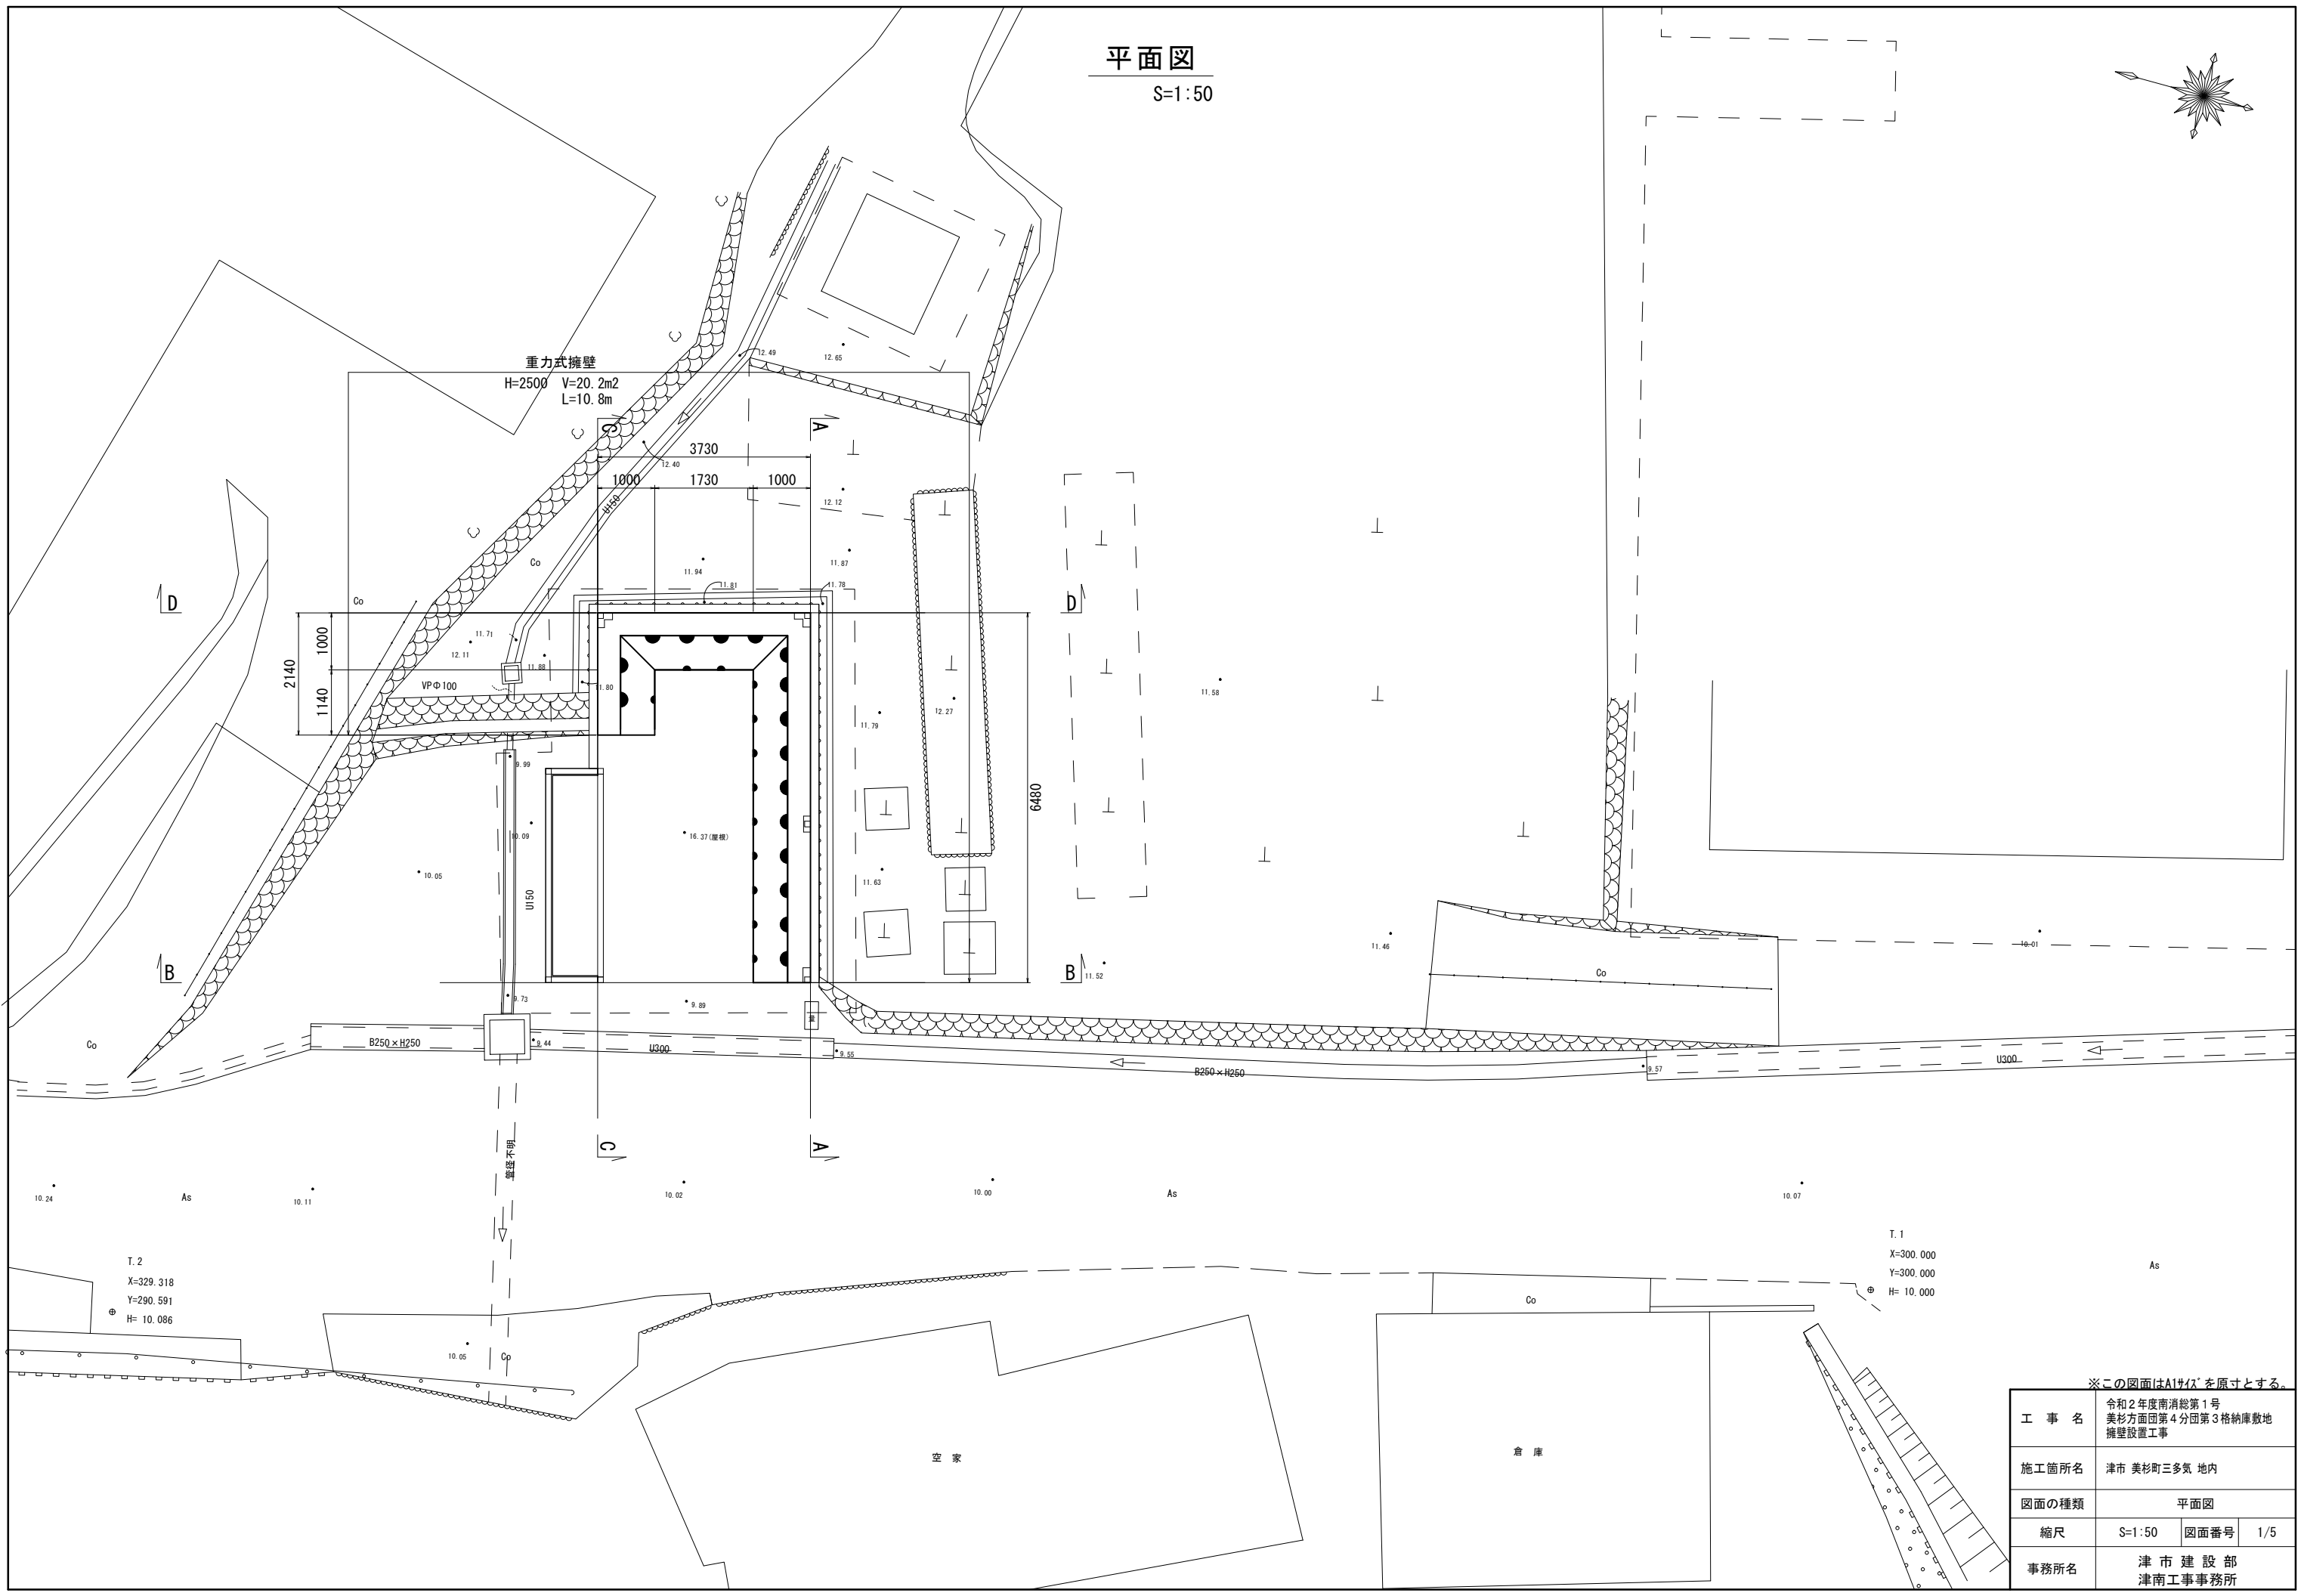 平面図
S=1:50
重力式擁壁
H=2500 V=20.2m2
L=10.8m
12.49
12.65
C
A
3730
12.40
1000
1730
1000
U150
12.12
Co
11.94
11.87
11.81
11.78
D
D
Co
11.71
12.11
11.88
2140
1000
1140
VPΦ100
11.80
11.58
12.27
11.79
9.99
10.09
16.37(屋根)
6480
10.05
11.63
U150
11.46
10.01
B
B
11.52
Co
9.73
9.89
Co
B250×H250
9.44
U300
9.55
B250×H250
9.57
U300
C
A
管径不明
10.24
As
10.11
10.02
10.00
As
10.07
T.2
X=329.318
Y=290.591
H= 10.086
T.1
X=300.000
Y=300.000
H= 10.000
As
Co
10.05
Co
空 家
倉 庫
※この図面はA1ｻｲｽﾞを原寸とする。
工 事 名
令和2年度南消総第1号
美杉方面団第4分団第3格納庫敷地
擁壁設置工事
施工箇所名
津市 美杉町三多気 地内
図面の種類
平面図
縮尺
S=1:50
図面番号
1/5
事務所名
津 市 建 設 部
津南工事事務所